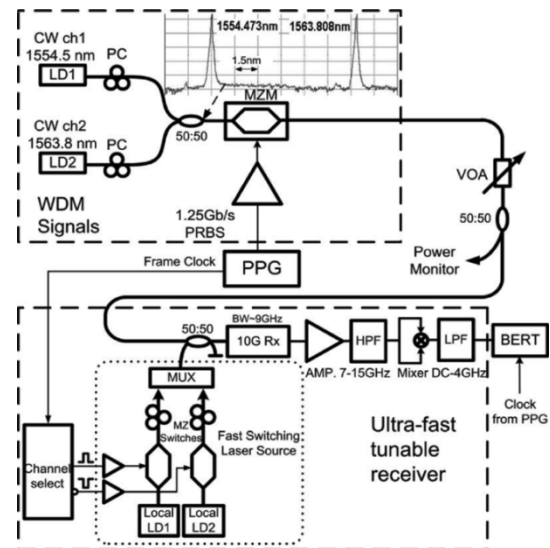 1554.473nm 1563.808nm
1.5nm
CW ch1
1554.5 nm
PC
LD1
MZM
CW ch2
1563.8 nm
PC
50:50
LD2
VOA
50:50
WDM
Signals
1.25Gb/s
PRBS
Power
Monitor
Frame Clock
PPG
BW~9GHz
50:50
10G Rx
HPF
LPF
BERT
AMP. 7-15GHz Mixer DC-4GHz
MUX
Clock
from PPG
MZ
Switches
Fast Switching
Laser Source
Ultra-fast
tunable
receiver
Channel
select
Local
LD1
Local
LD2